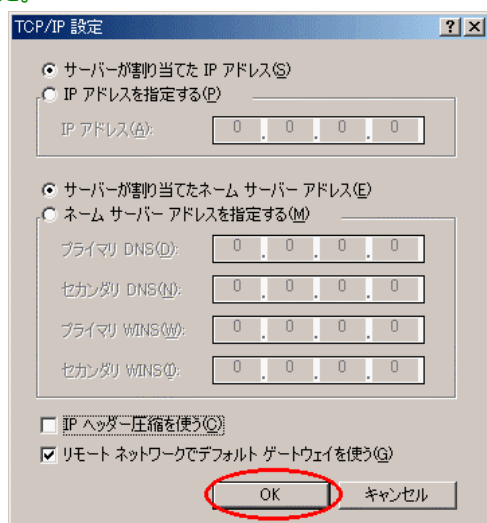 た。
TCP/IP 設定
サーバーが割り当てた IP アドレス(S)
IP アドレスを指定する(P)
IP アドレス(A): 0 . 0 . 0 . 0
サーバーが割り当てたネーム サーバー アドレス(E)
ネーム サーバー アドレスを指定する(M)
プライマリ DNS(D): 0 . 0 . 0 . 0
セカンダリ DNS(N): 0 . 0 . 0 . 0
プライマリ WINS(W): 0 . 0 . 0 . 0
セカンダリ WINS(I): 0 . 0 . 0 . 0
IP ヘッダー圧縮を使う(C)
リモート ネットワークでデフォルト ゲートウェイを使う(G)
OK キャンセル